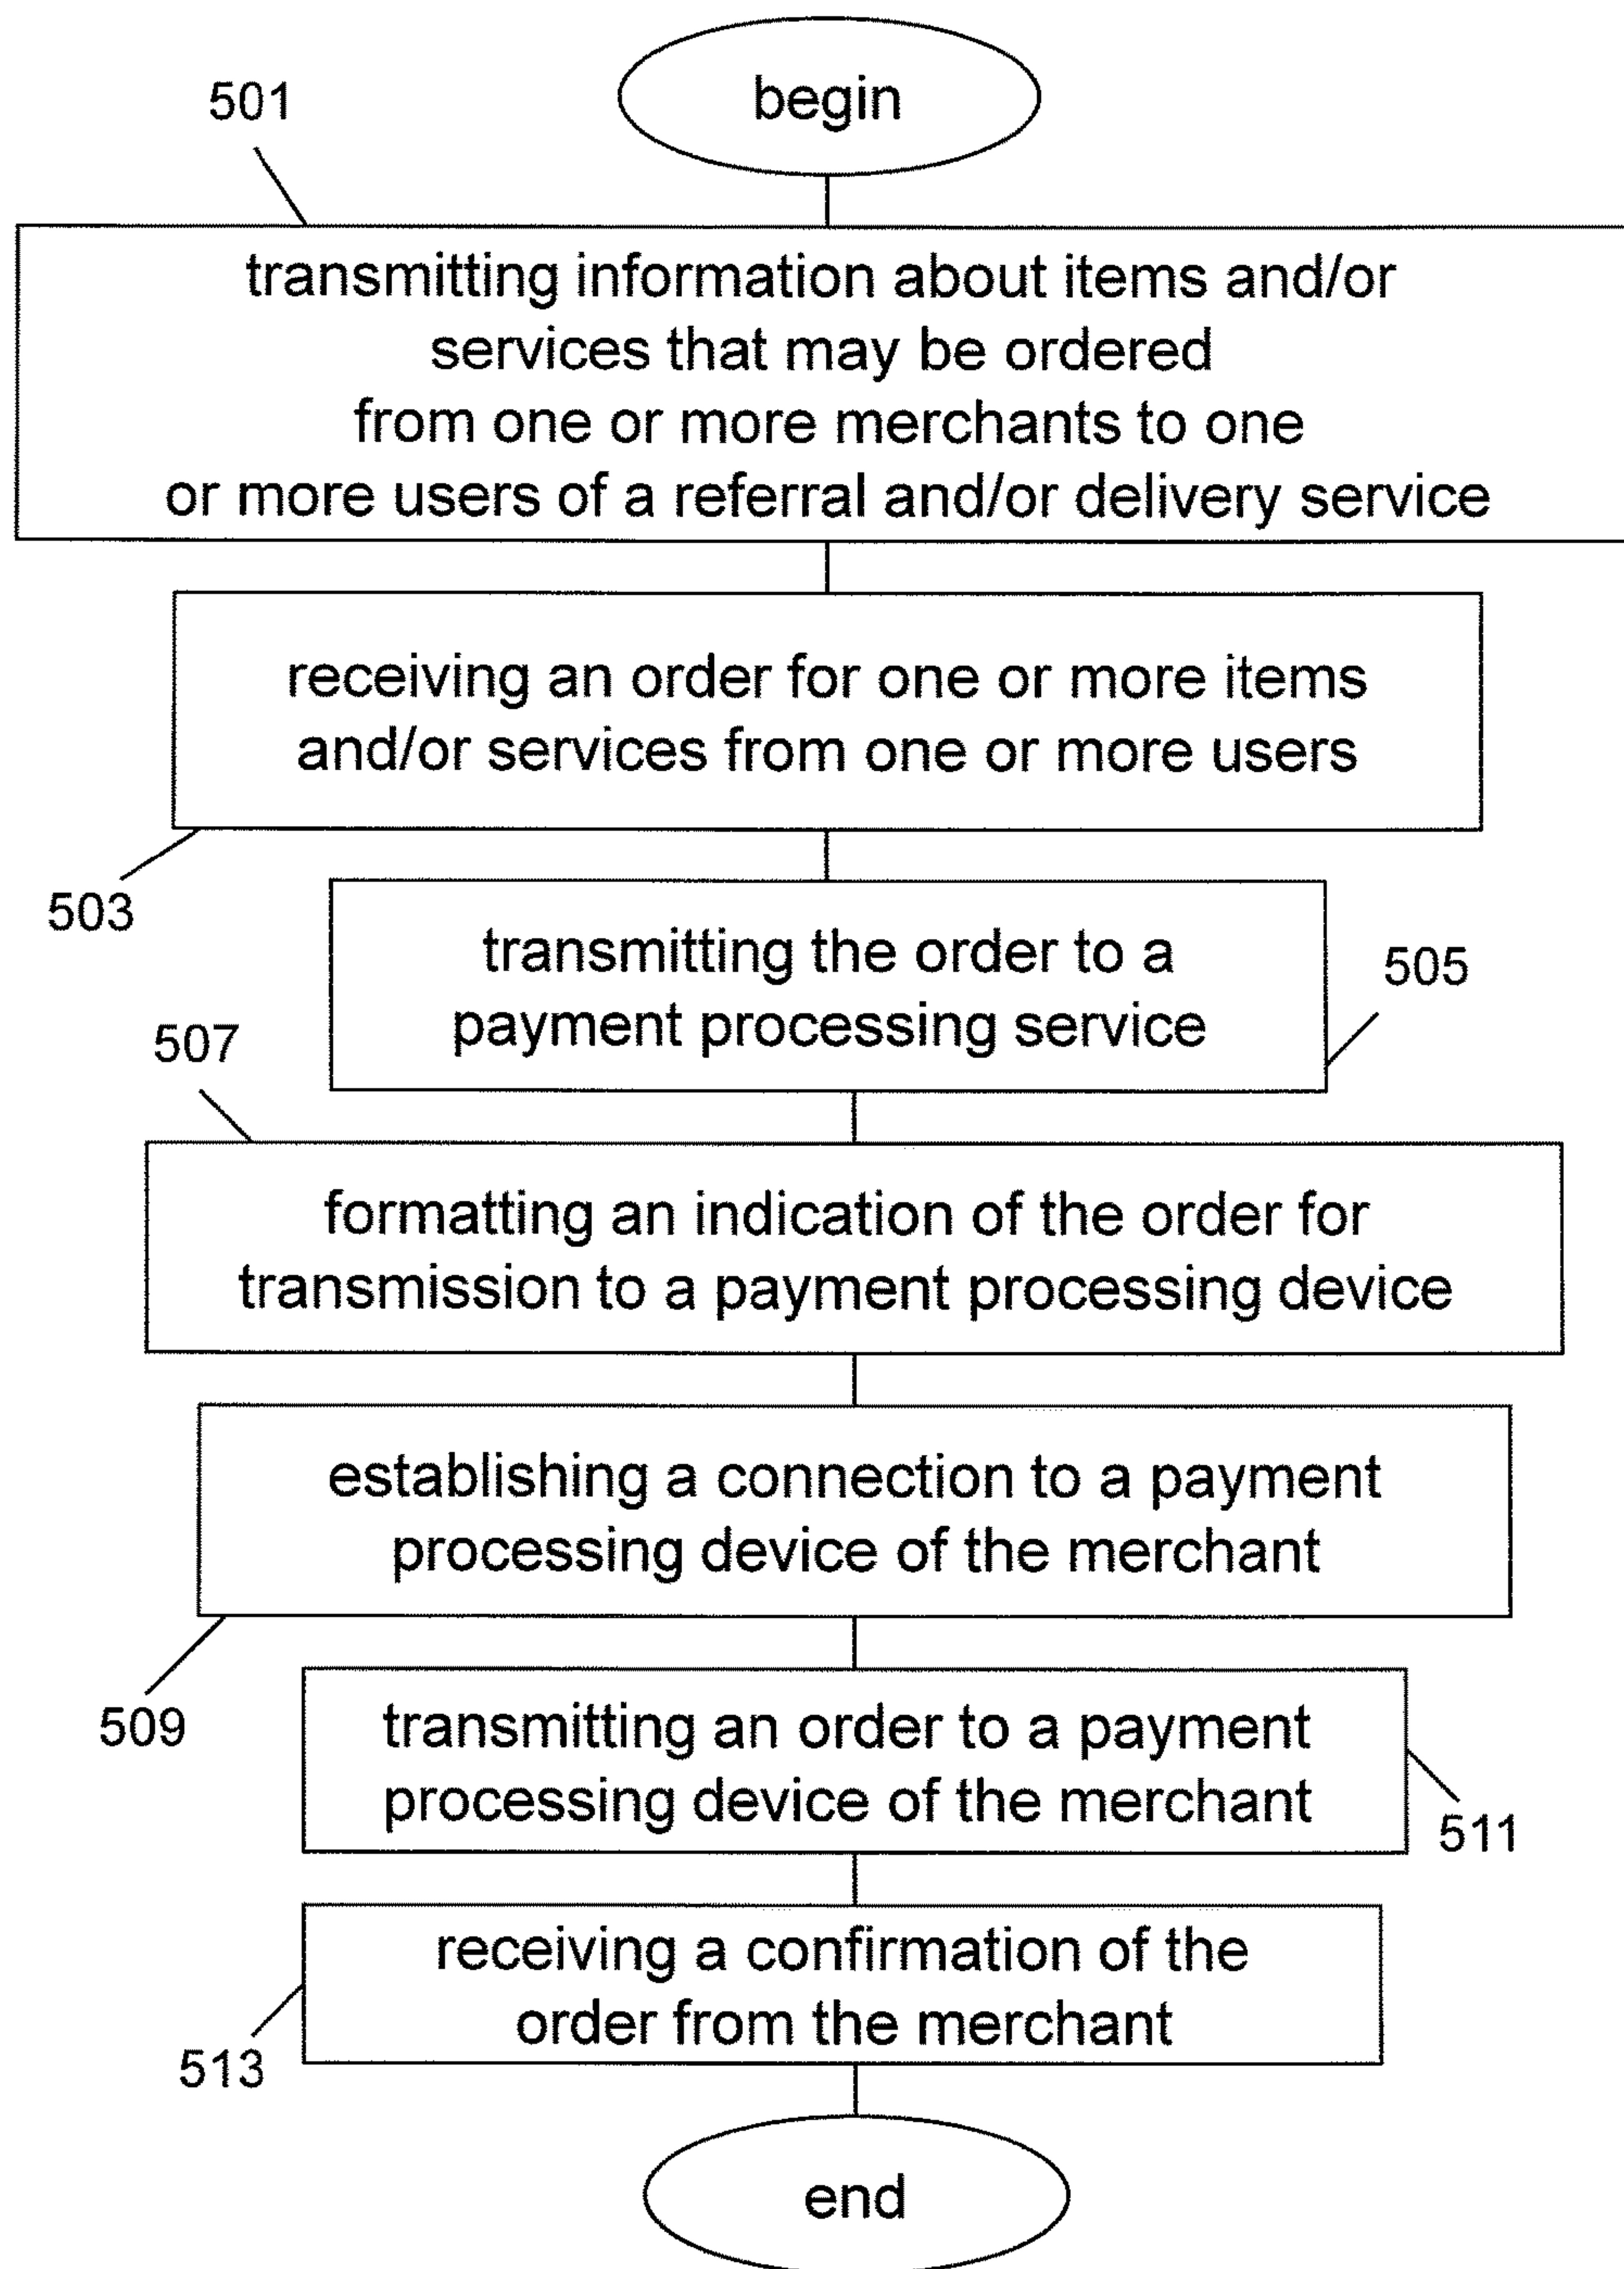 begin
501
transmitting information about items and/or
services that may be ordered
from one or more merchants to one
or more users of a referral and/or delivery service
receiving an order for one or more items
and/or services from one or more users
503
transmitting the order to a
payment processing service
505
507
formatting an indication of the order for
transmission to a payment processing device
establishing a connection to a payment
processing device of the merchant
509
transmitting an order to a payment
processing device of the merchant
511
receiving a confirmation of the
order from the merchant
513
end